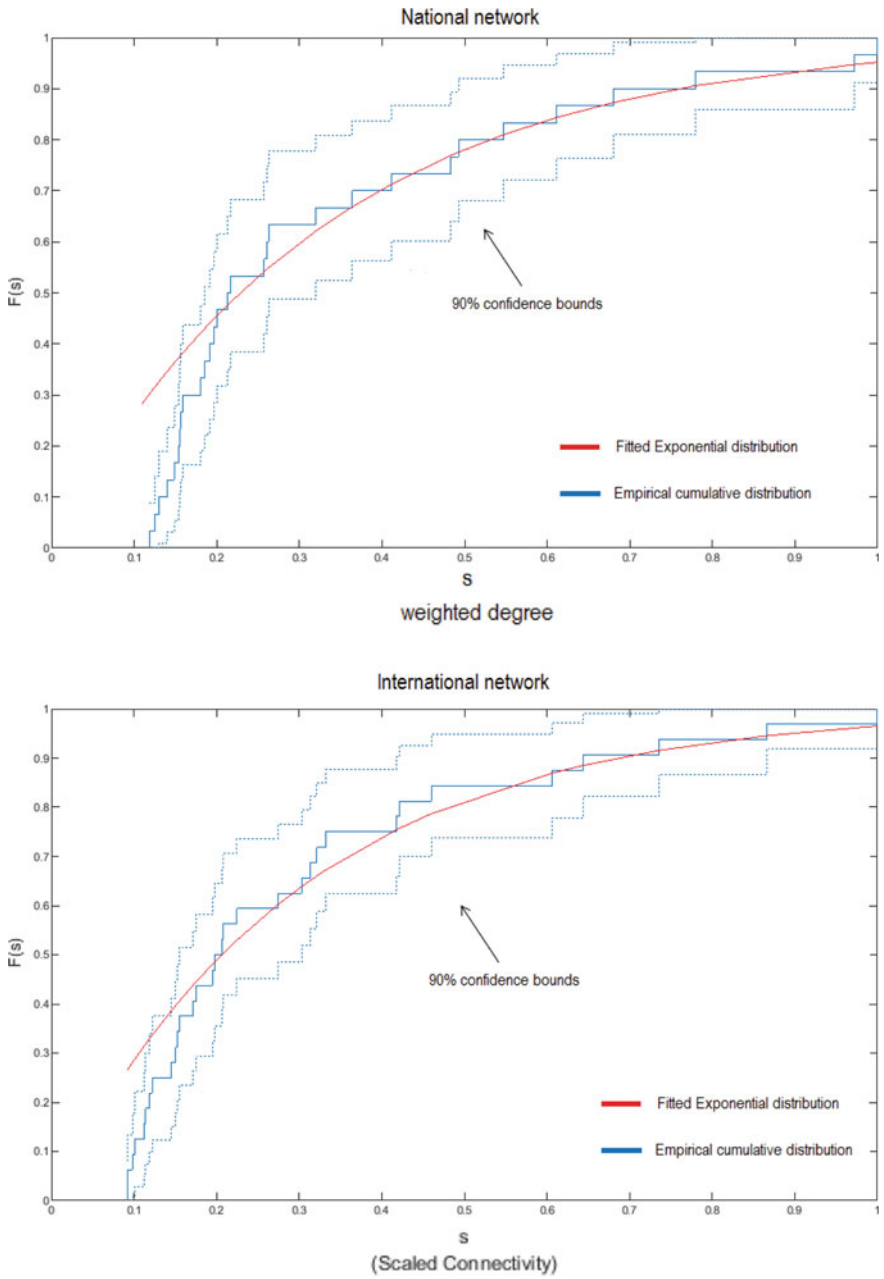 National network
1
0.9
0.8
0.7
0.6
0.5
0.4
0.3
0.2
0.1
0
F(s)
90% confidence bounds
Fitted Exponential distribution
Empirical cumulative distribution
0 0.1 0.2 0.3 0.4 0.5 0.6 0.7 0.8 0.9 1
s
weighted degree
International network
1
0.9
0.8
0.7
0.6
0.5
0.4
0.3
0.2
0.1
0
F(s)
90% confidence bounds
Fitted Exponential distribution
Empirical cumulative distribution
0 0.1 0.2 0.3 0.4 0.5 0.6 0.7 0.8 0.9 1
s
(Scaled Connectivity)